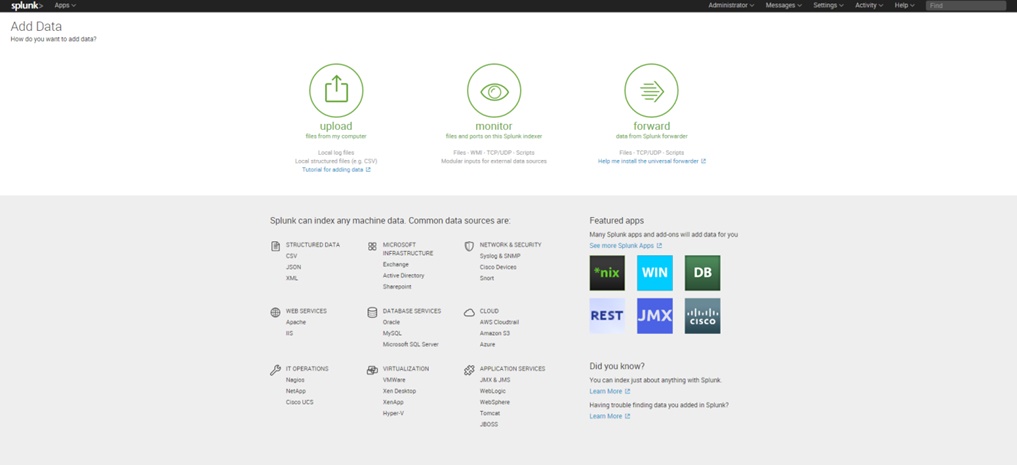 splunk>
Apps
Administrator
Messages
Settings
Activity
Help
Find
Add Data
How do you want to add data?
upload
files from my computer
Local log files
Local structured files (e.g. CSV)
Tutorial for adding data
monitor
files and ports on this Splunk indexer
Files - WMI - TCP/UDP - Scripts
Modular inputs for external data sources
forward
data from Splunk forwarder
Files - TCP/UDP - Scripts
Help me install the universal forwarder
Splunk can index any machine data. Common data sources are:
STRUCTURED DATA
CSV
JSON
XML
MICROSOFT
INFRASTRUCTURE
Exchange
Active Directory
Sharepoint
NETWORK & SECURITY
Syslog & SNMP
Cisco Devices
Snort
WEB SERVICES
Apache
IIS
DATABASE SERVICES
Oracle
MySQL
Microsoft SQL Server
CLOUD
AWS Cloudtrail
Amazon S3
Azure
IT OPERATIONS
Nagios
NetApp
Cisco UCS
VIRTUALIZATION
VMWare
Xen Desktop
XenApp
Hyper-V
APPLICATION SERVICES
JMX & JMS
WebLogic
WebSphere
Tomcat
JBOSS
Featured apps
Many Splunk apps and add-ons will add data for you
See more Splunk Apps
*nix
WIN
DB
REST
JMX
CISCO
Did you know?
You can index just about anything with Splunk.
Learn More
Having trouble finding data you added in Splunk?
Learn More